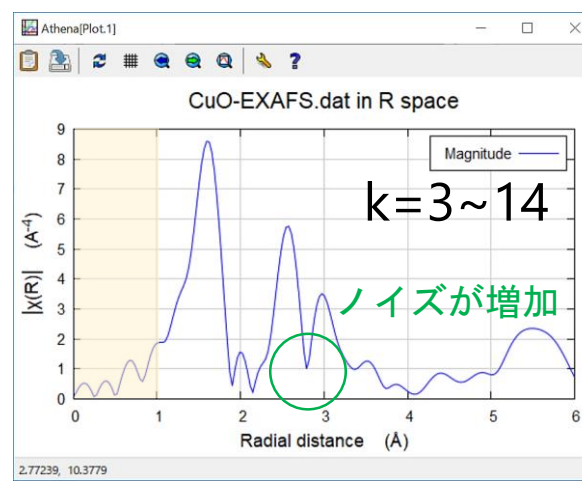 Athena[Plot.1]
CuO-EXAFS.dat in R space
Magnitude
k=3~14
ノイズが増加
|χ(R)| (Å⁻⁴)
9
8
7
6
5
4
3
2
1
0
0 1 2 3 4 5 6
Radial distance (Å)
2.77239, 10.3779